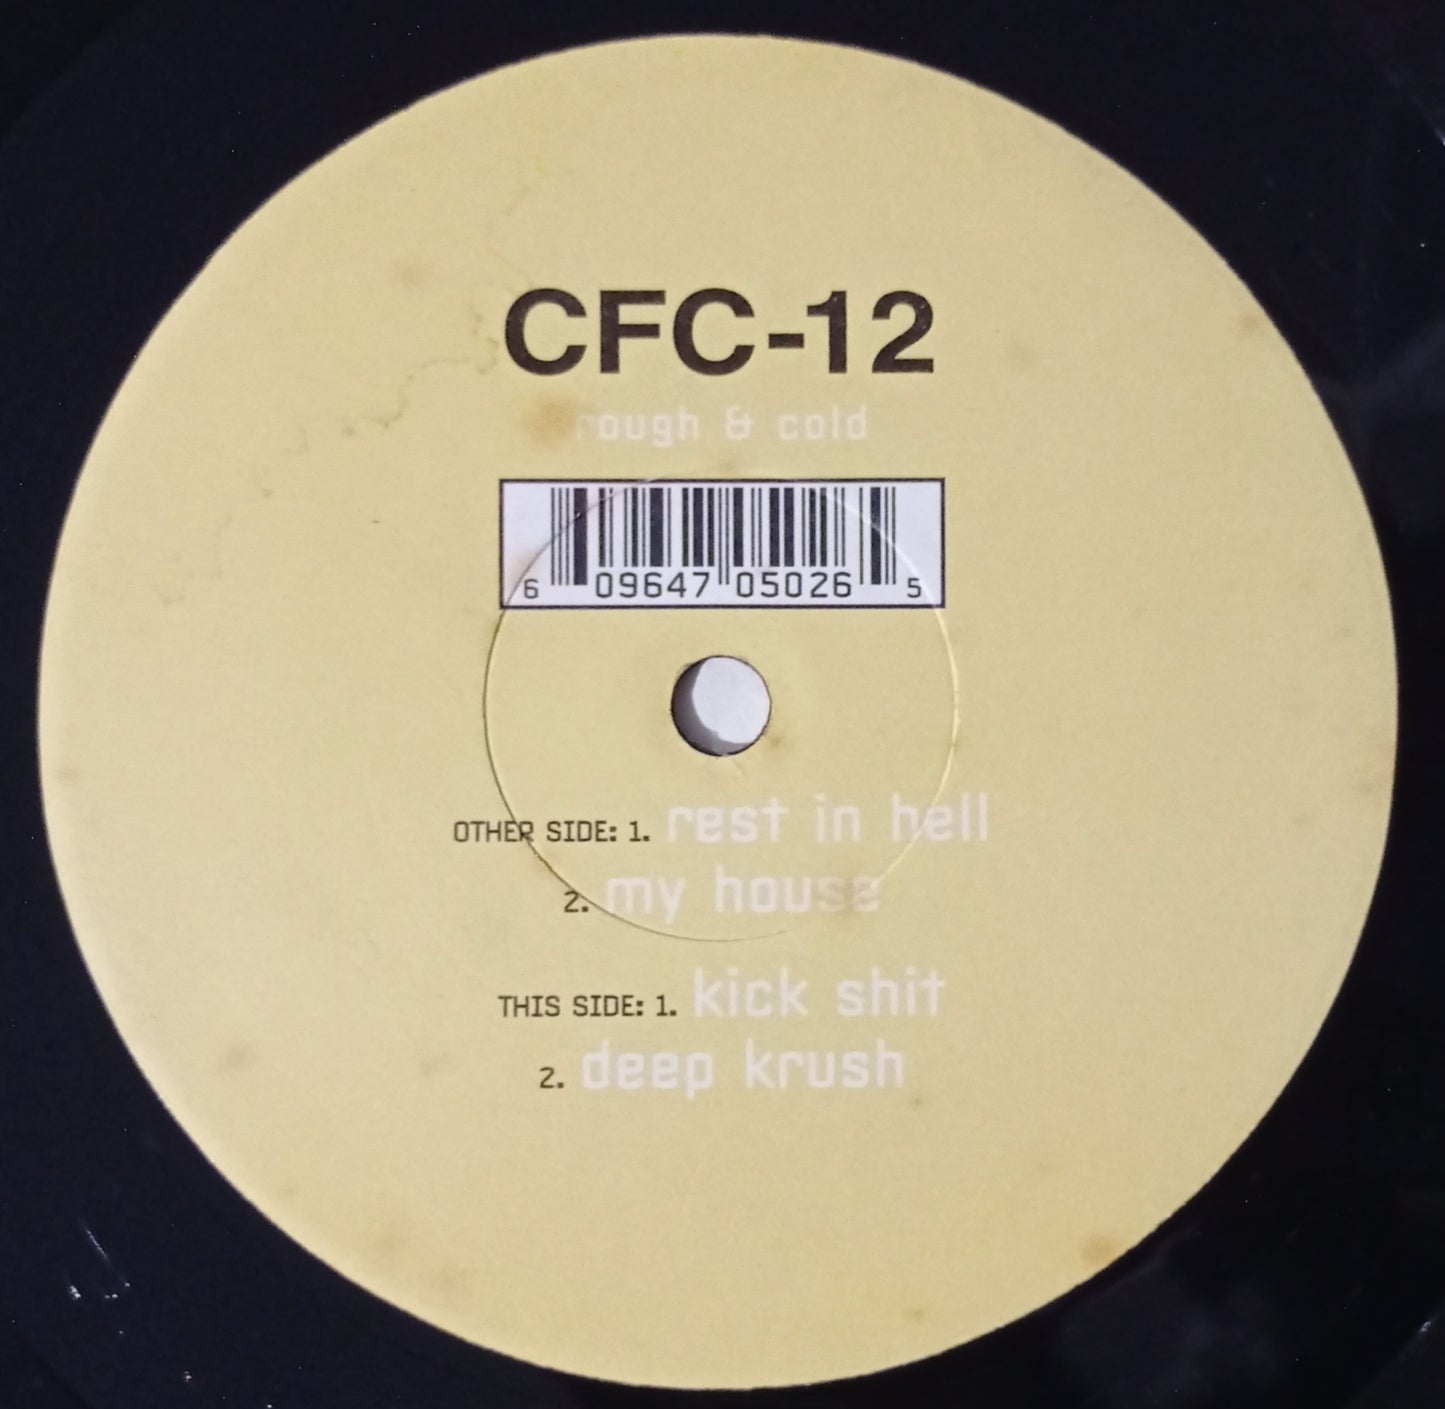 CFC-12
rough & cold
6 09647 05026 5
OTHER SIDE: 1. rest in hell
2. my house
THIS SIDE: 1. kick shit
2. deep krush